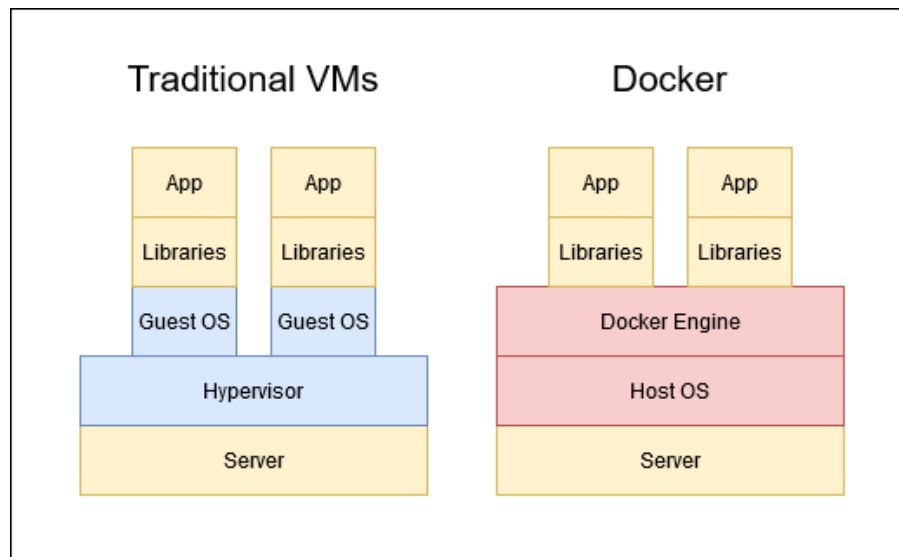 Traditional VMs
App App
Libraries Libraries
Guest OS Guest OS
Hypervisor
Server
Docker
App App
Libraries Libraries
Docker Engine
Host OS
Server